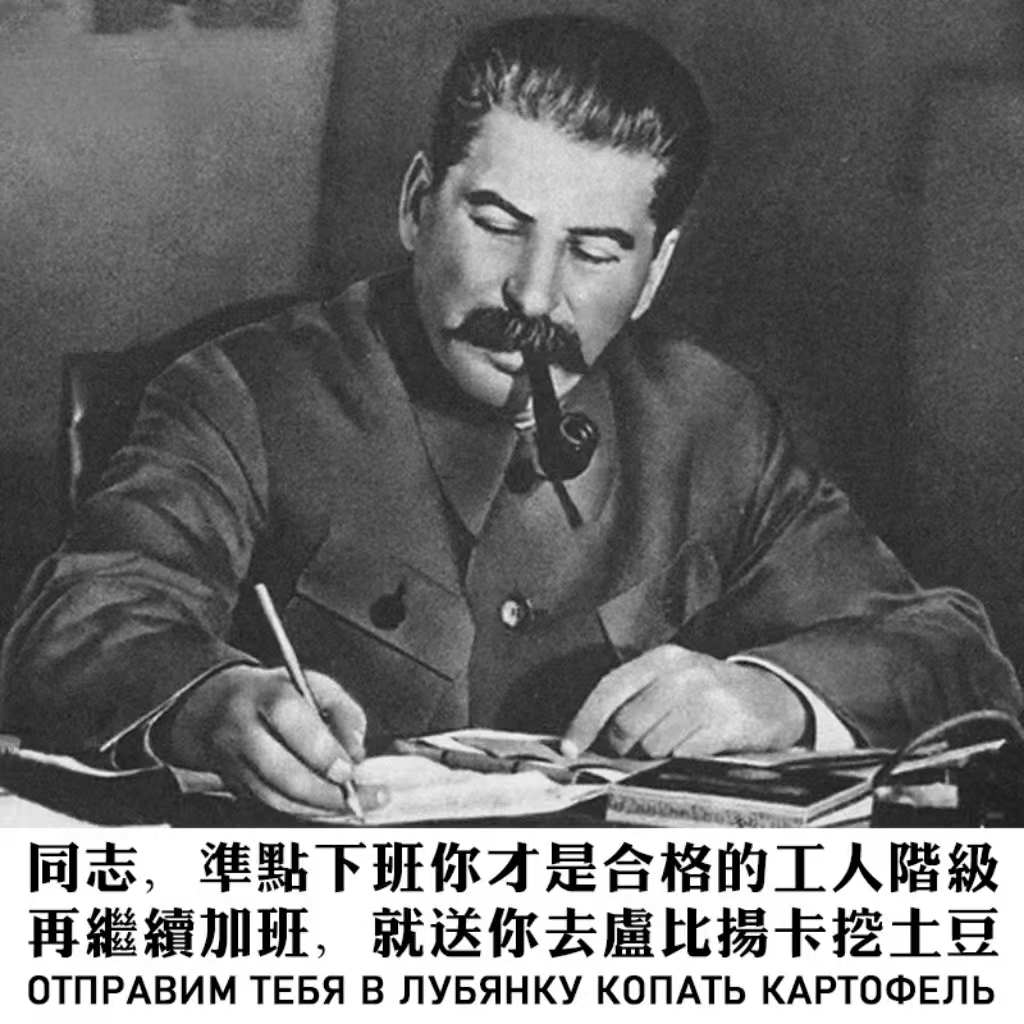 同志，準點下班你才是合格的工人階級
再繼續加班，就送你去盧比揚卡挖土豆
ОТПРАВИМ ТЕБЯ В ЛУБЯНКУ КОПАТЬ КАРТОФЕЛЬ